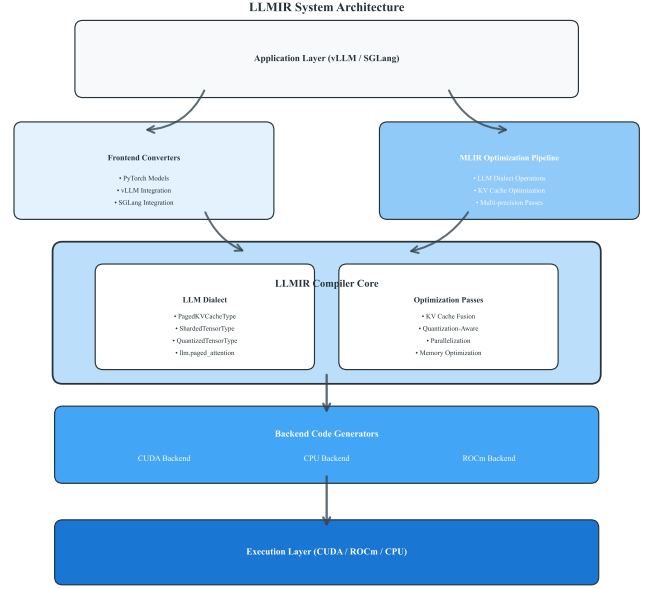 LLMIR System Architecture
Application Layer (vLLM / SGLang)
Frontend Converters
• PyTorch Models
• vLLM Integration
• SGLang Integration
MLIR Optimization Pipeline
• LLM Dialect Operations
• KV Cache Optimization
• Multi-precision Passes
LLMIR Compiler Core
LLM Dialect
• PagedKVCacheType
• ShardedTensorType
• QuantizedTensorType
• llm.paged_attention
Optimization Passes
• KV Cache Fusion
• Quantization-Aware
• Parallelization
• Memory Optimization
Backend Code Generators
CUDA Backend
CPU Backend
ROCm Backend
Execution Layer (CUDA / ROCm / CPU)